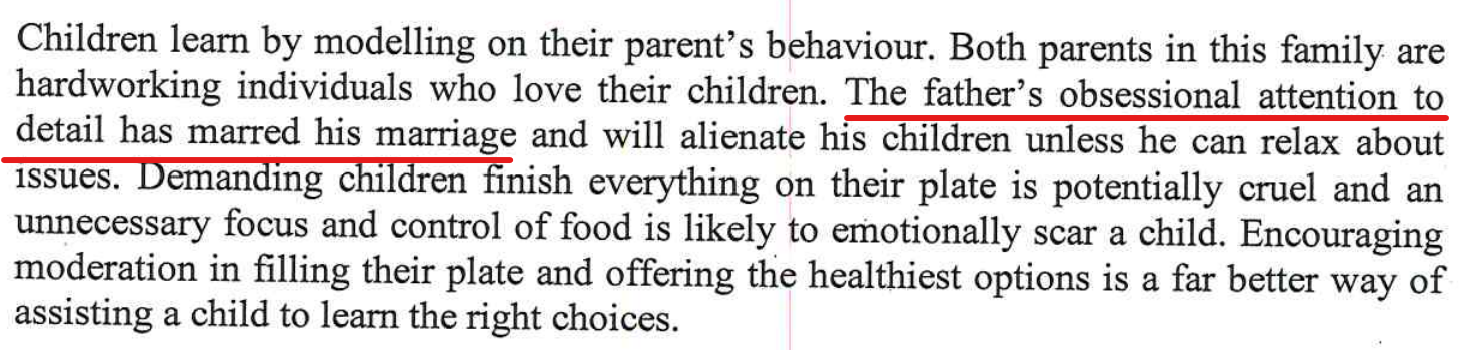 Children learn by modelling on their parent's behaviour. Both parents in this family are
hardworking individuals who love their children. The father's obsessional attention to
detail has marred his marriage and will alienate his children unless he can relax about
issues. Demanding children finish everything on their plate is potentially cruel and an
unnecessary focus and control of food is likely to emotionally scar a child. Encouraging
moderation in filling their plate and offering the healthiest options is a far better way of
assisting a child to learn the right choices.